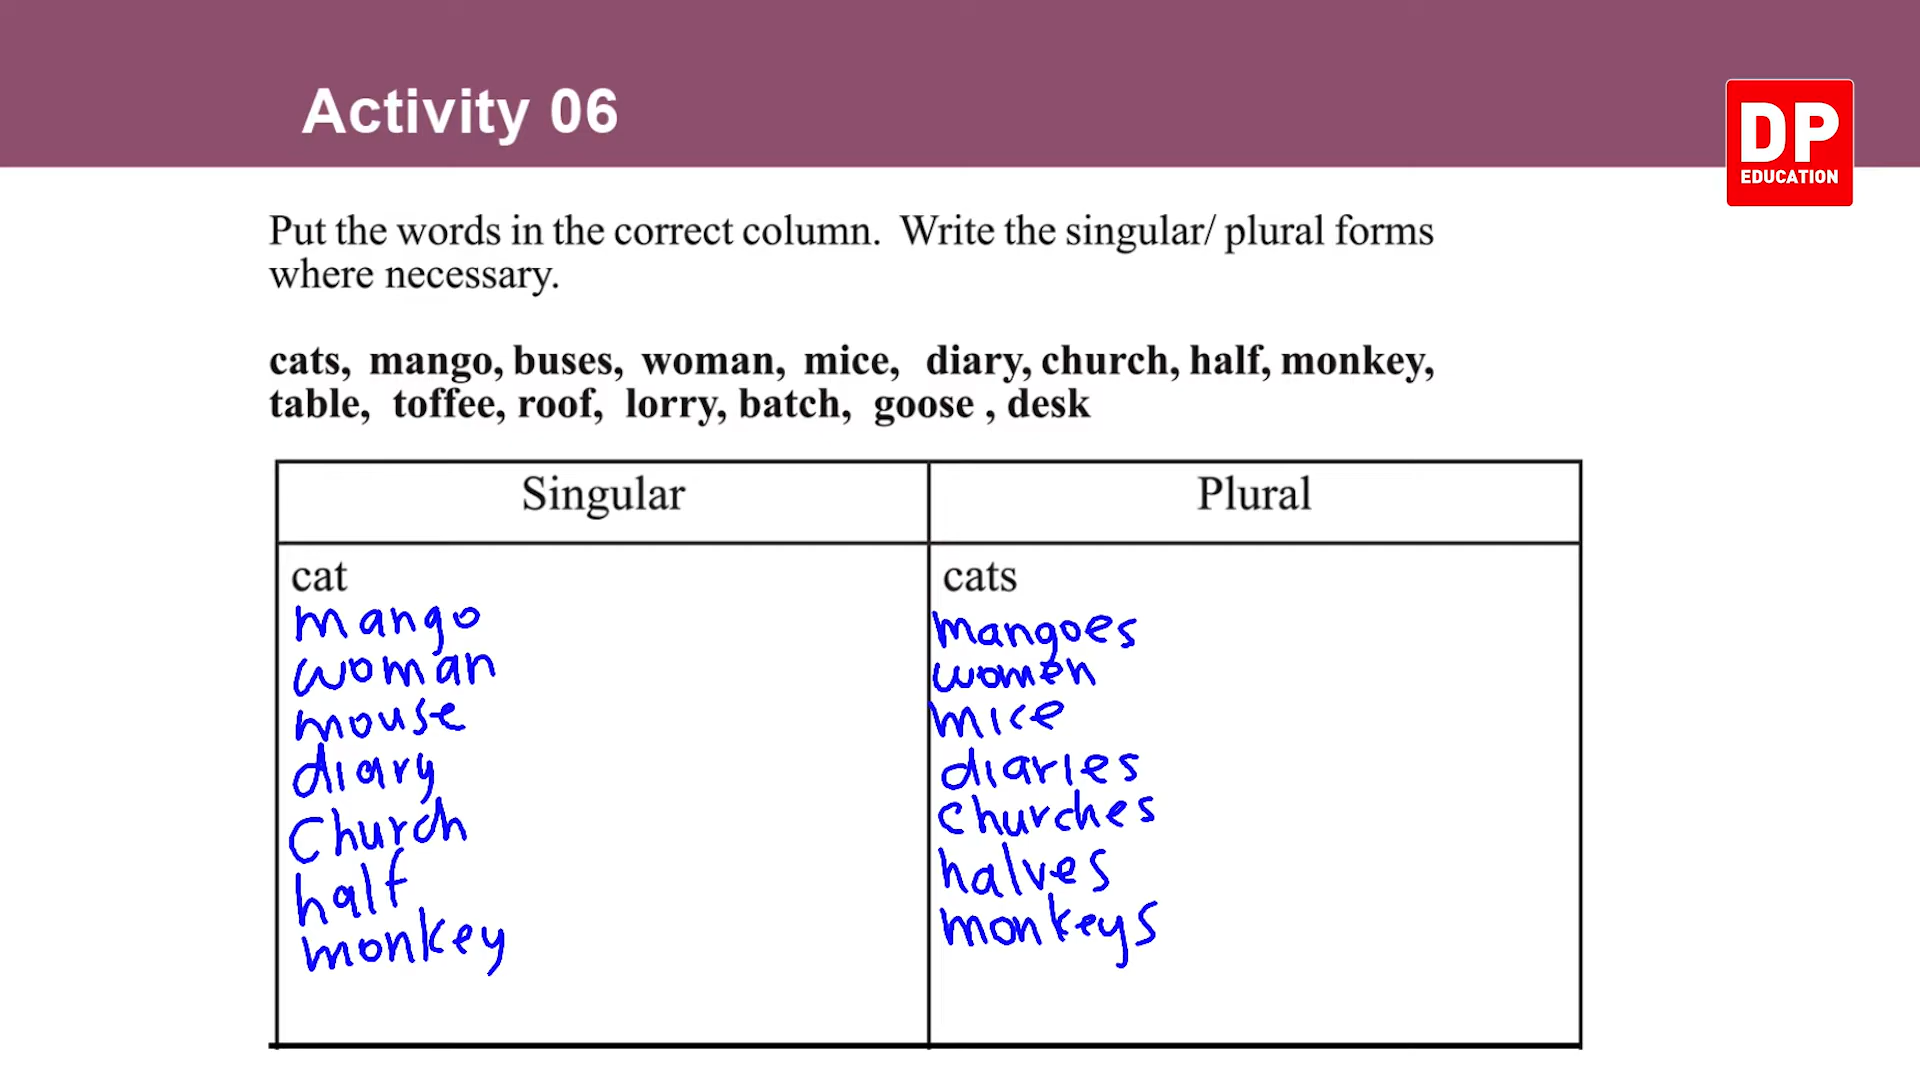 Activity 06
DP
EDUCATION
Put the words in the correct column. Write the singular/ plural forms
where necessary.
cats, mango, buses, woman, mice, diary, church, half, monkey,
table, toffee, roof, lorry, batch, goose , desk
Singular Plural
cat cats
mango mangoes
woman women
mouse mice
diary diaries
Church churches
half halves
monkey monkeys